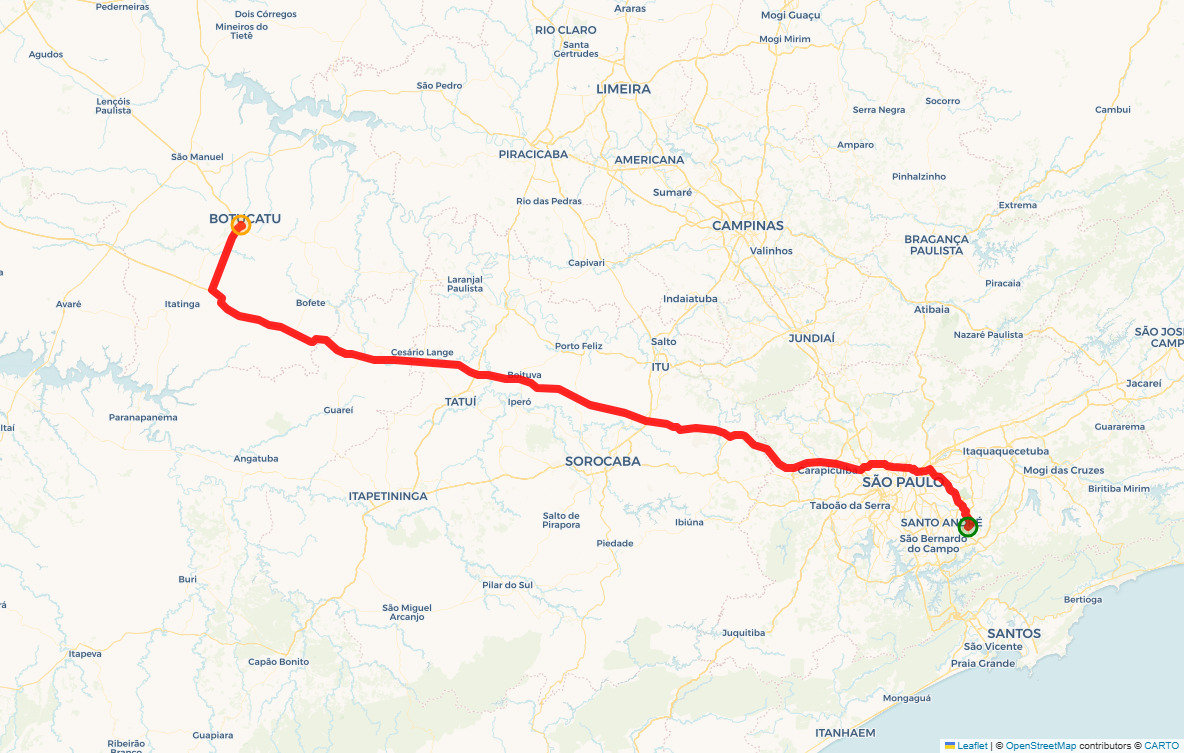 Pederneiras
Dois Córregos
Araras
Mogi Guaçu
Mineiros do
Tietê
RIO CLARO
Mogi Mirim
Agudos
Santa
Gertrudes
São Pedro
LIMEIRA
Lençóis
Paulista
Socorro
Serra Negra
Cambui
Amparo
São Manuel
PIRACICABA
AMERICANA
Pinhalzinho
Sumaré
Rio das Pedras
Extrema
BOTUCATU
CAMPINAS
BRAGANÇA
PAULISTA
Valinhos
Capivari
Laranjal
Paulista
Piracaia
Avaré
Itatinga
Bofete
Indaiatuba
Atibaia
Nazaré Paulista
SÃO JOSÉ
CAMP
JUNDIAÍ
Salto
Porto Feliz
Cesário Lange
ITU
Boituva
Jacareí
TATUÍ
Iperó
Guareí
Paranapanema
Itaí
Guararema
Angatuba
SOROCABA
Itaquaquecetuba
Carapicuíba
Mogi das Cruzes
SÃO PAULO
Biritiba Mirim
ITAPETININGA
Taboão da Serra
Salto de
Pirapora
Ibiúna
SANTO ANDRÉ
São Bernardo
do Campo
Piedade
Buri
Pilar do Sul
Bertioga
São Miguel
Arcanjo
Juquitiba
SANTOS
São Vicente
Itapeva
Capão Bonito
Praia Grande
Mongaguá
Guapiara
ITANHAEM
Ribeirão
Branco
Leaflet | © OpenStreetMap contributors © CARTO